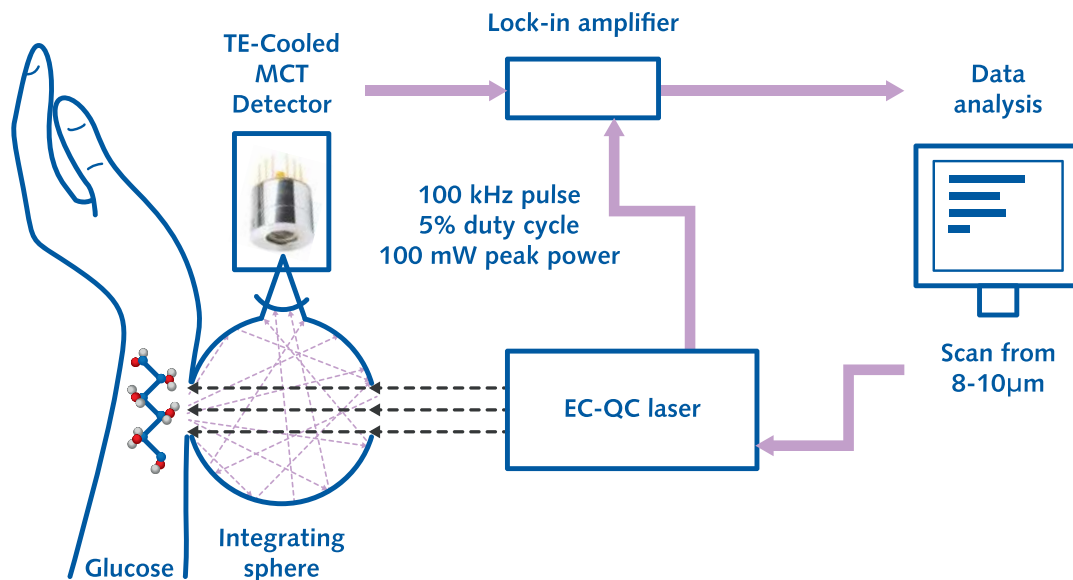 Lock-in amplifier
TE-Cooled
MCT
Detector
Data
analysis
100 kHz pulse
5% duty cycle
100 mW peak power
Scan from
8-10µm
EC-QC laser
Integrating
sphere
Glucose